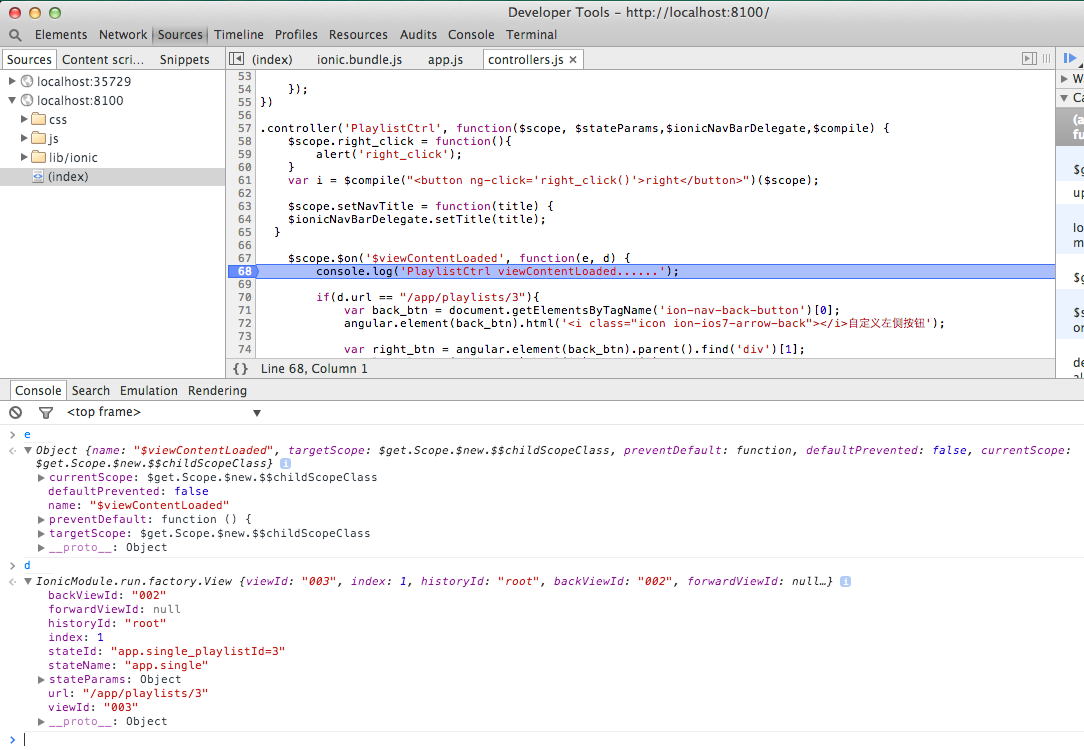 Developer Tools - http://localhost:8100/
Elements Network Sources Timeline Profiles Resources Audits Console Terminal
Sources Content scri... Snippets
(index) ionic.bundle.js app.js controllers.js ×
localhost:35729
localhost:8100
css
js
lib/ionic
(index)
53
54 });
55 })
56
57 .controller('PlaylistCtrl', function($scope, $stateParams,$ionicNavBarDelegate,$compile) {
58 $scope.right_click = function(){
59 alert('right_click');
60 }
61 var i = $compile("<button ng-click='right_click()'>right</button>")($scope);
62
63 $scope.setNavTitle = function(title) {
64 $ionicNavBarDelegate.setTitle(title);
65 }
66
67 $scope.$on('$viewContentLoaded', function(e, d) {
68 console.log('PlaylistCtrl viewContentLoaded......');
69
70 if(d.url == "/app/playlists/3"){
71 var back_btn = document.getElementsByTagName('ion-nav-back-button')[0];
72 angular.element(back_btn).html('<i class="icon ion-ios7-arrow-back"></i>自定义左侧按钮');
73
74 var right_btn = angular.element(back_btn).parent().find('div')[1];
{} Line 68, Column 1
W
Ca
(a
fu
$g
up
lo
m
$g
$s
or
de
Console Search Emulation Rendering
<top frame>
e
Object {name: "$viewContentLoaded", targetScope: $get.Scope.$new.$$childScopeClass, preventDefault: function, defaultPrevented: false, currentScope:
$get.Scope.$new.$$childScopeClass}
currentScope: $get.Scope.$new.$$childScopeClass
defaultPrevented: false
name: "$viewContentLoaded"
preventDefault: function () {
targetScope: $get.Scope.$new.$$childScopeClass
__proto__: Object
d
IonicModule.run.factory.View {viewId: "003", index: 1, historyId: "root", backViewId: "002", forwardViewId: null…}
backViewId: "002"
forwardViewId: null
historyId: "root"
index: 1
stateId: "app.single_playlistId=3"
stateName: "app.single"
stateParams: Object
url: "/app/playlists/3"
viewId: "003"
__proto__: Object